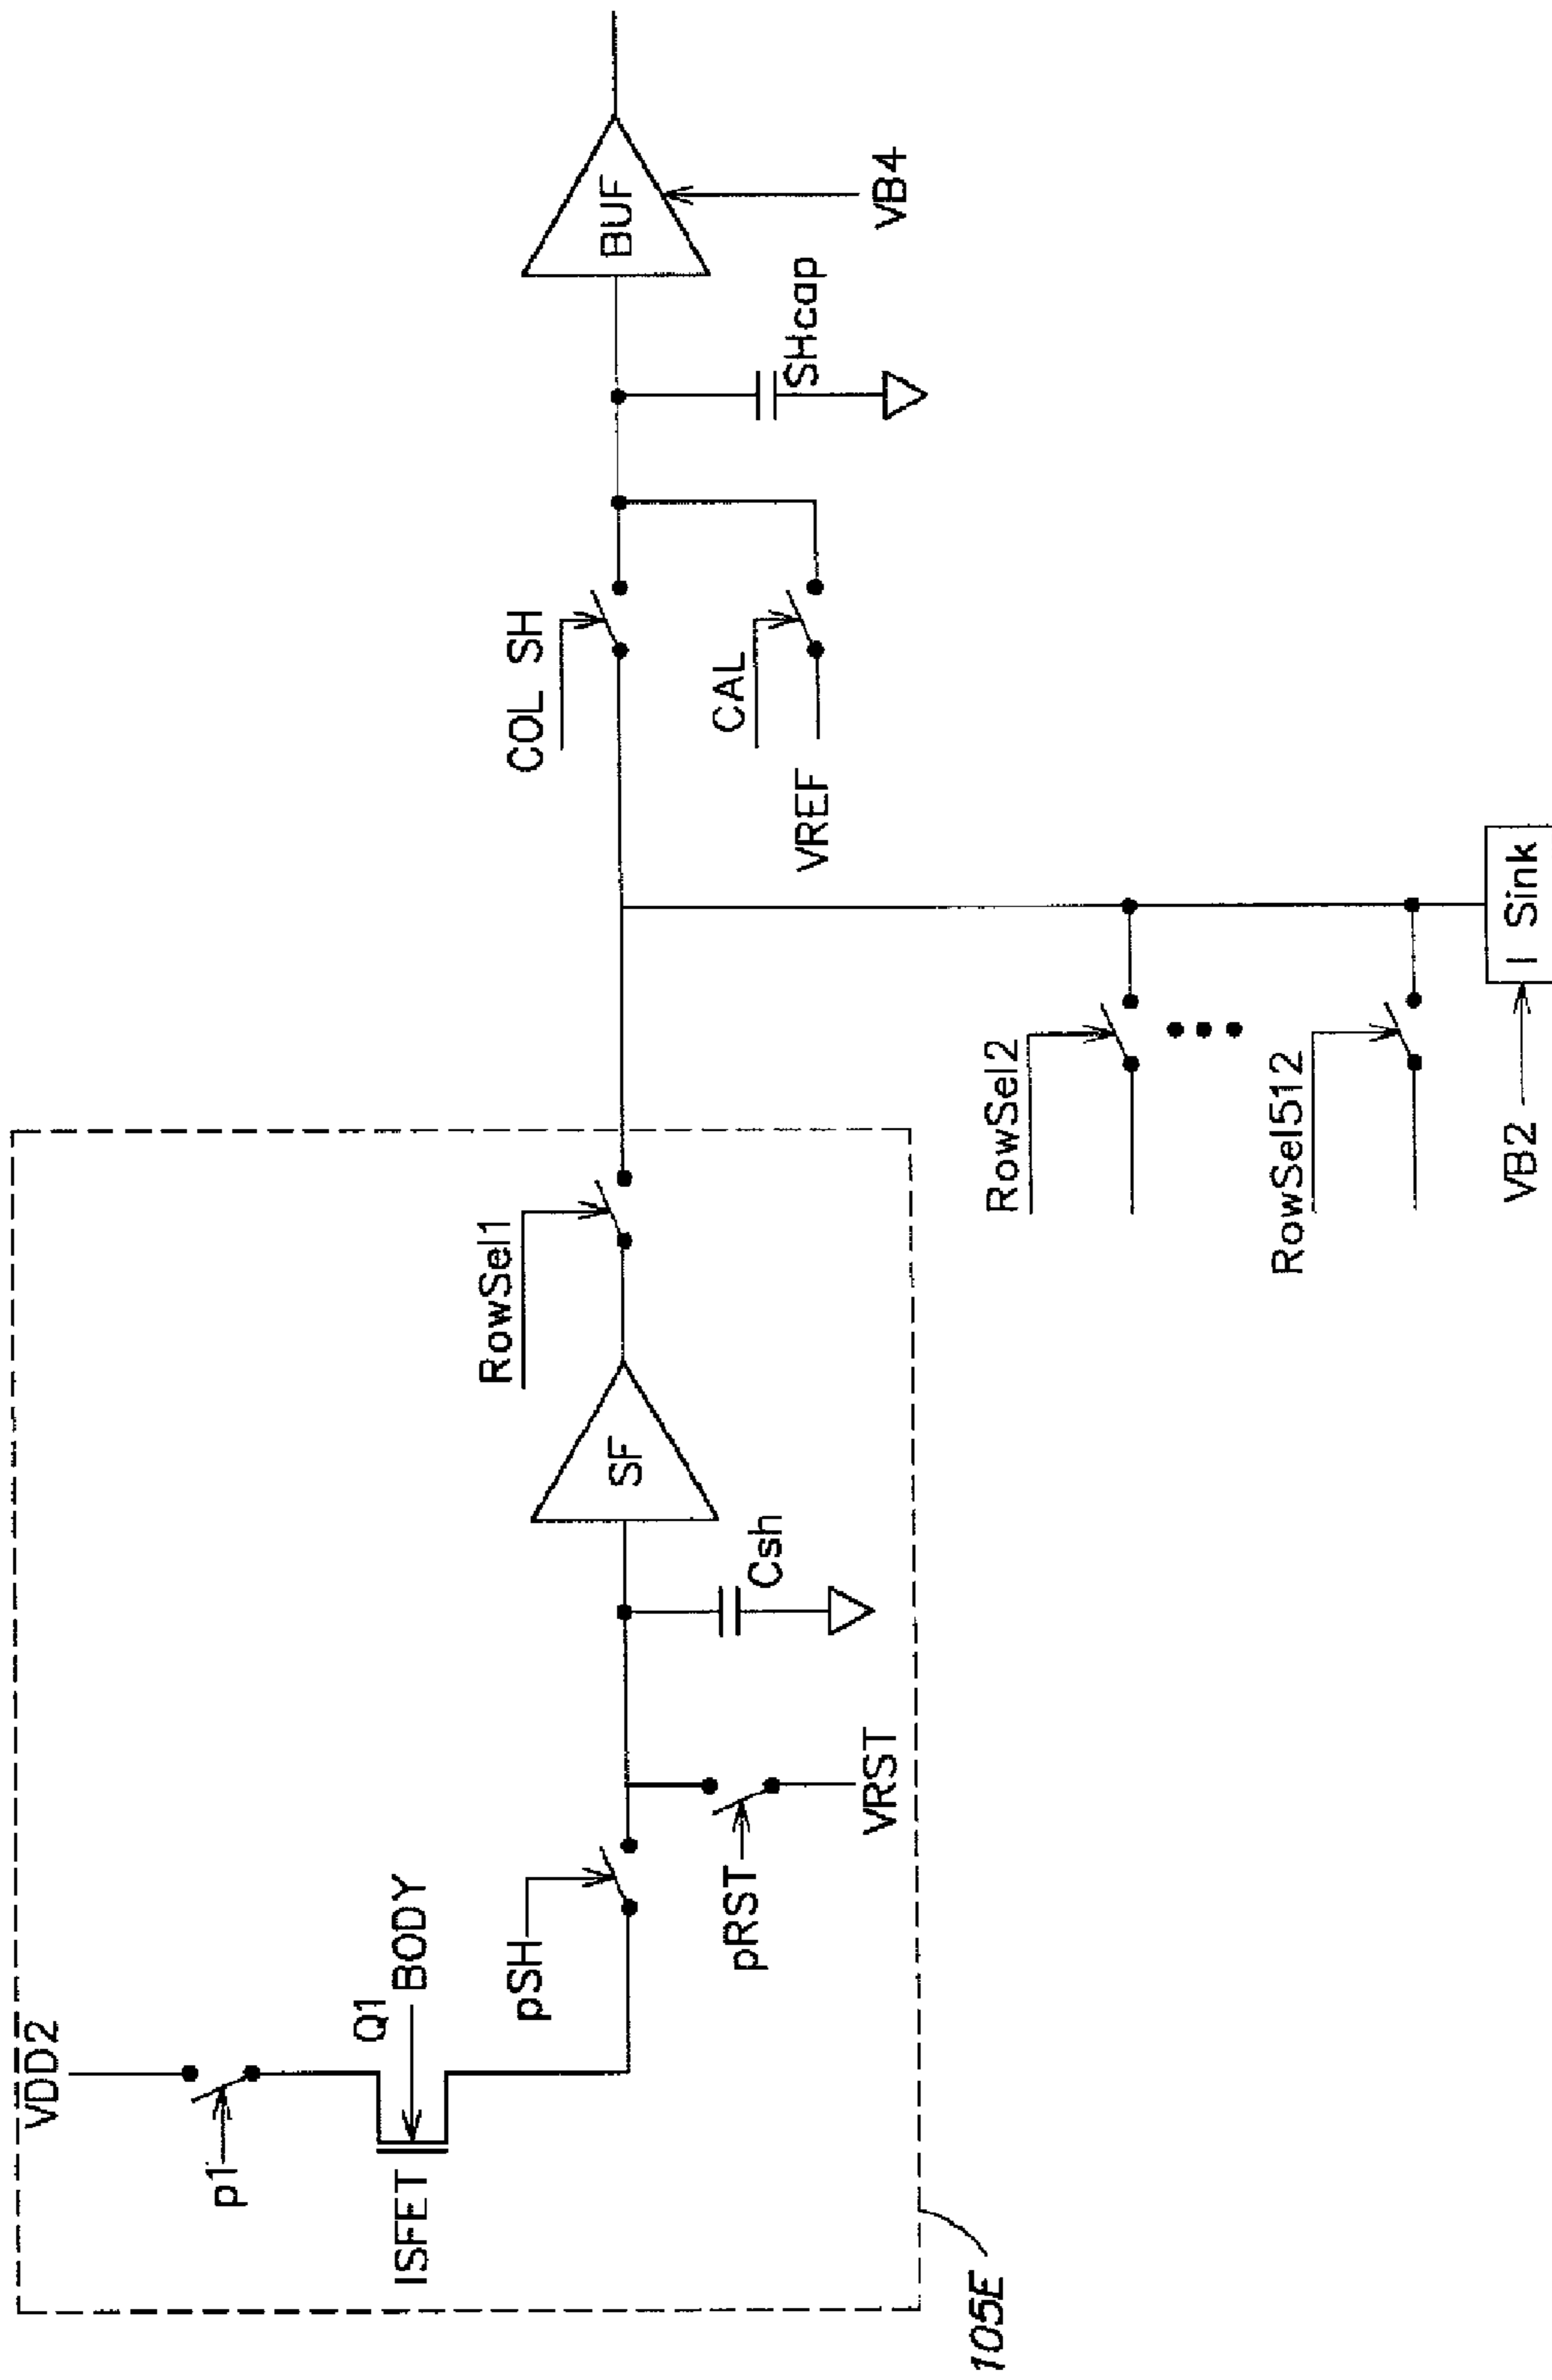 VDD2
p1
Q1
BODY
ISFET
pSH
pRST
VRST
Csh
SF
RowSel1
COL SH
CAL
VREF
SHcap
BUF
VB4
RowSel2
RowSel512
VB2
I Sink
105E